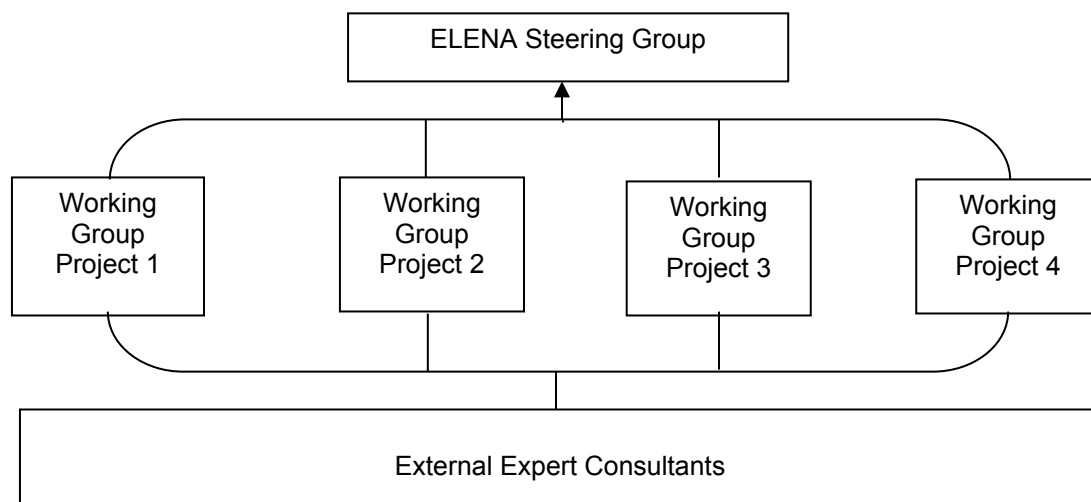 ELENA Steering Group
Working
Group
Project 1
Working
Group
Project 2
Working
Group
Project 3
Working
Group
Project 4
External Expert Consultants